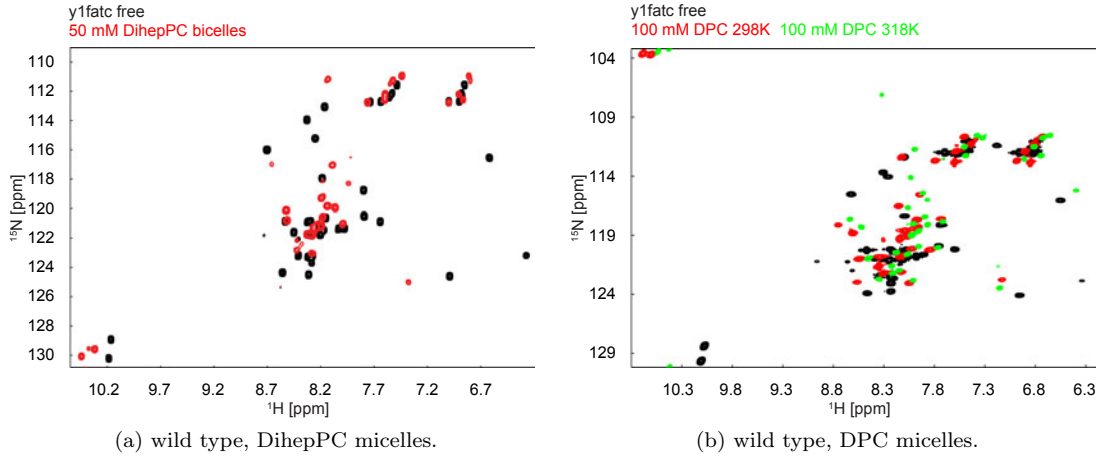 y1fatc free
50 mM DihepPC bicelles
110
112
114
116
118
120
122
124
126
128
130
¹⁵N [ppm]
10.2 9.7 9.2 8.7 8.2 7.7 7.2 6.7
¹H [ppm]
(a) wild type, DihepPC micelles.
y1fatc free
100 mM DPC 298K 100 mM DPC 318K
104
109
114
119
124
129
¹⁵N [ppm]
10.3 9.8 9.3 8.8 8.3 7.8 7.3 6.8 6.3
¹H [ppm]
(b) wild type, DPC micelles.